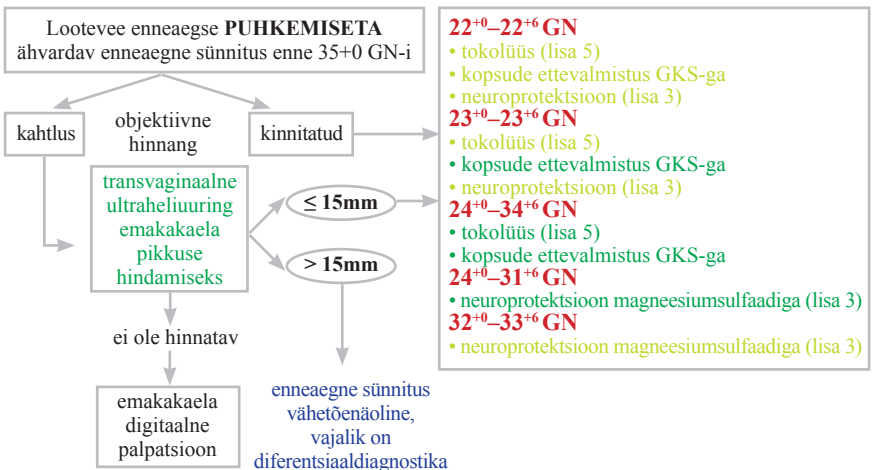 Lootevee enneaegse PUHKEMISETA
ähvardav enneaegne sünnitus enne 35+0 GN-i
kahtlus
objektiivne
hinnang
kinnitatud
transvaginaalne
ultraheliuuring
emakakaela
pikkuse
hindamiseks
≤ 15mm
> 15mm
ei ole hinnatav
emakakaela
digitaalne
palpatsioon
enneaegne sünnitus
vähetõenäoline,
vajalik on
diferentsiaaldiagnostika
22⁺⁰–22⁺⁶ GN
• tokolüüs (lisa 5)
• kopsude ettevalmistus GKS-ga
• neuroprotektsioon (lisa 3)
23⁺⁰–23⁺⁶ GN
• tokolüüs (lisa 5)
• kopsude ettevalmistus GKS-ga
• neuroprotektsioon (lisa 3)
24⁺⁰–34⁺⁶ GN
• tokolüüs (lisa 5)
• kopsude ettevalmistus GKS-ga
24⁺⁰–31⁺⁶ GN
• neuroprotektsioon magneesiumsulfaadiga (lisa 3)
32⁺⁰–33⁺⁶ GN
• neuroprotektsioon magneesiumsulfaadiga (lisa 3)